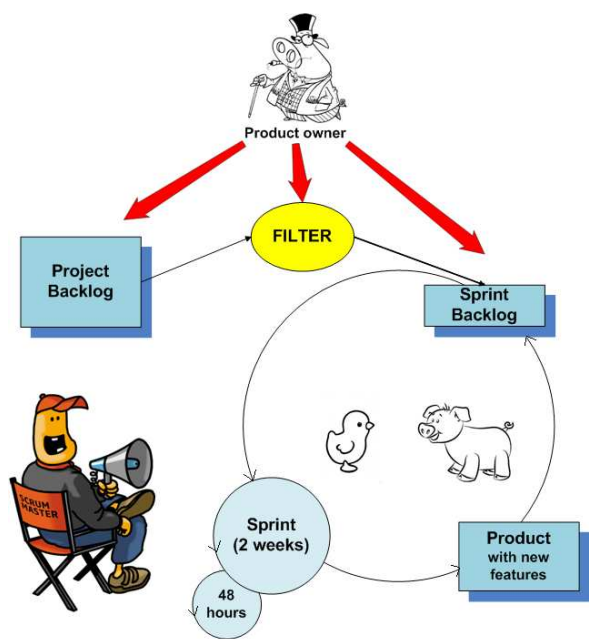 Product owner
FILTER
Project
Backlog
Sprint
Backlog
SCRUM
MASTER
Sprint
(2 weeks)
48
hours
Product
with new
features